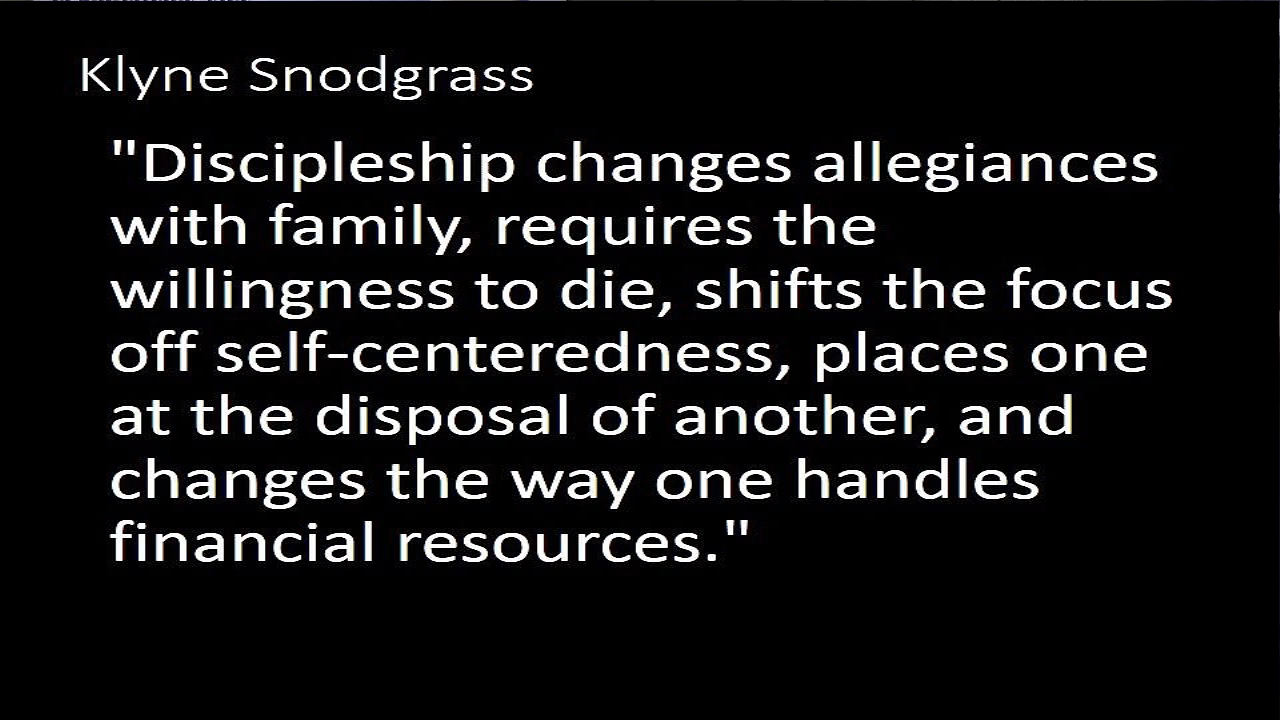 Klyne Snodgrass
"Discipleship changes allegiances
with family, requires the
willingness to die, shifts the focus
off self-centeredness, places one
at the disposal of another, and
changes the way one handles
financial resources."